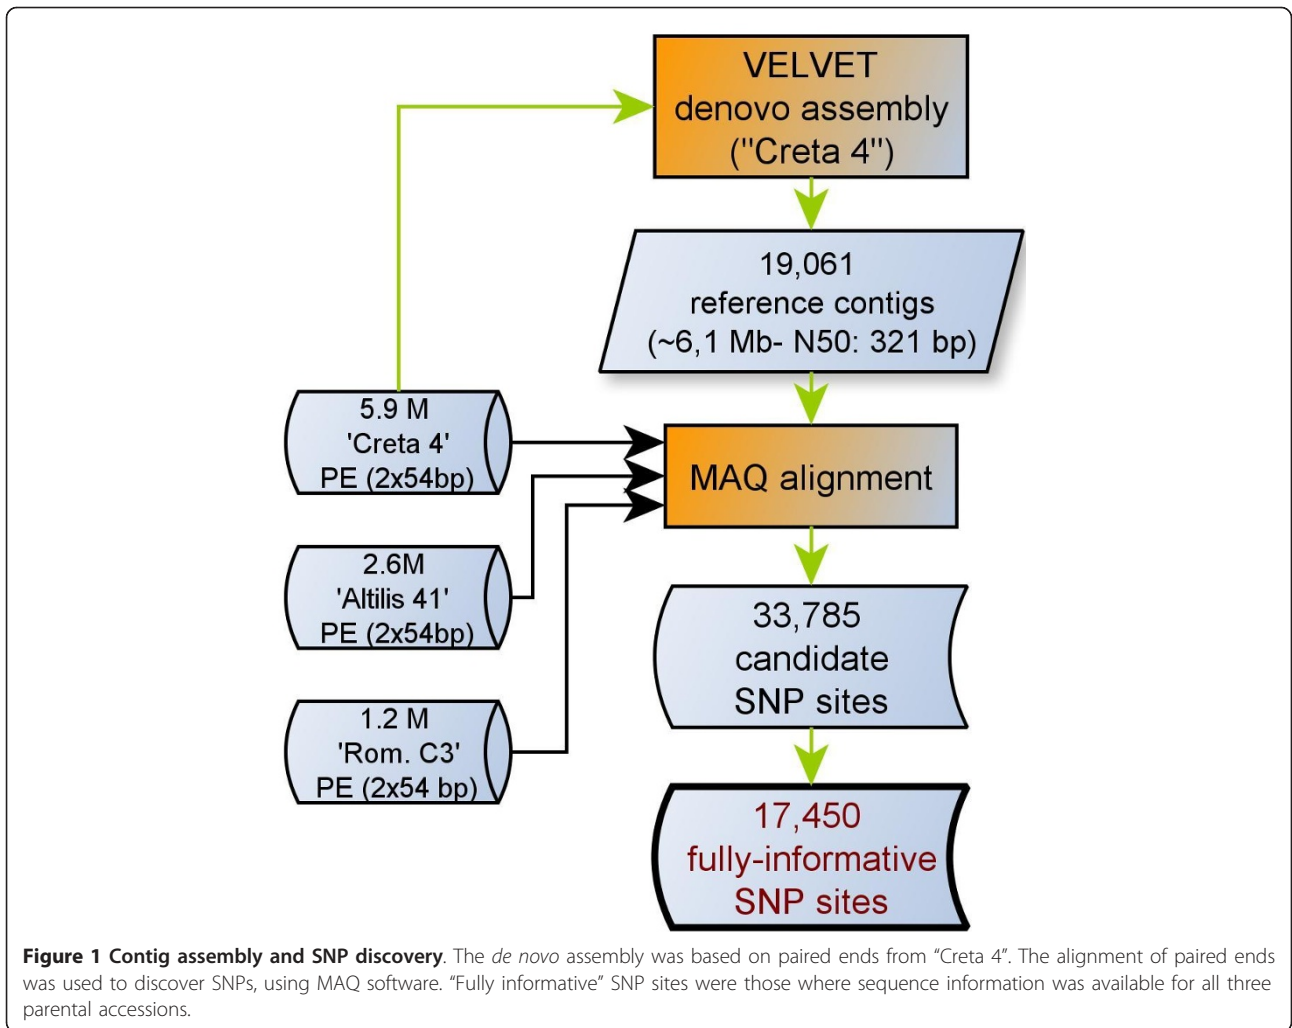 VELVET
denovo assembly
("Creta 4")
19,061
reference contigs
(~6,1 Mb- N50: 321 bp)
5.9 M
'Creta 4'
PE (2x54bp)
MAQ alignment
2.6M
'Altilis 41'
PE (2x54bp)
33,785
candidate
SNP sites
1.2 M
'Rom. C3'
PE (2x54 bp)
17,450
fully-informative
SNP sites
Figure 1 Contig assembly and SNP discovery. The de novo assembly was based on paired ends from “Creta 4”. The alignment of paired ends
was used to discover SNPs, using MAQ software. “Fully informative” SNP sites were those where sequence information was available for all three
parental accessions.